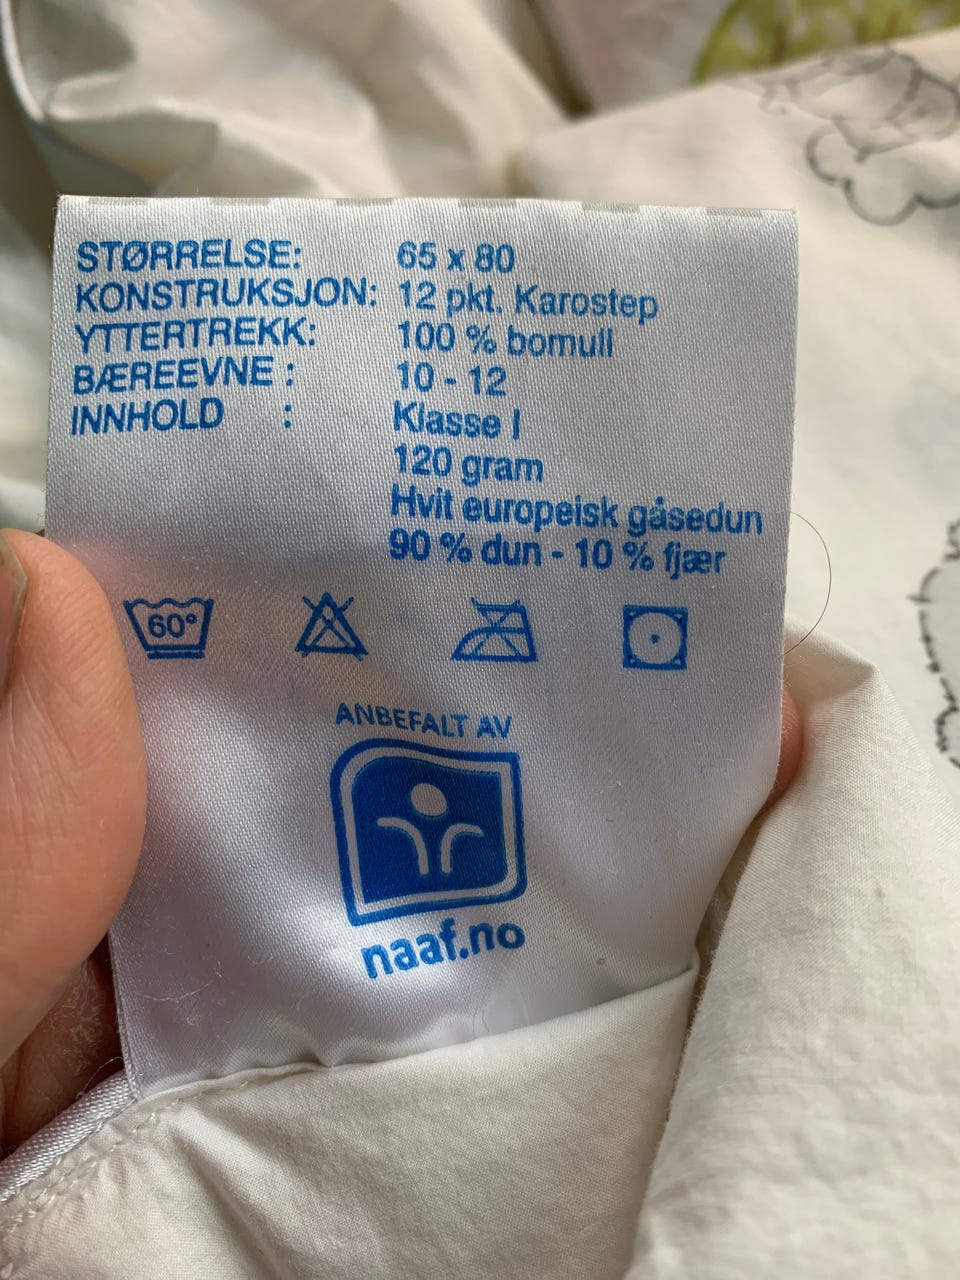 STØRRELSE: 65 x 80
KONSTRUKSJON: 12 pkt. Karostep
YTTERTREKK: 100 % bomull
BÆREEVNE : 10 - 12
INNHOLD : Klasse I
120 gram
Hvit europeisk gåsedun
90 % dun - 10 % fjær
60°
ANBEFALT AV
naaf.no